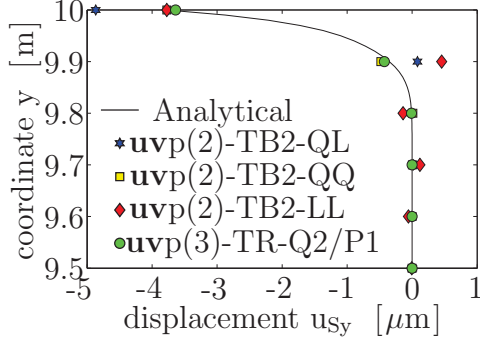 10
9.9
9.8
9.7
9.6
9.5
coordinate y [m]
Analytical
uvp(2)-TB2-QL
uvp(2)-TB2-QQ
uvp(2)-TB2-LL
uvp(3)-TR-Q2/P1
-5 -4 -3 -2 -1 0 1
displacement uSy [μm]